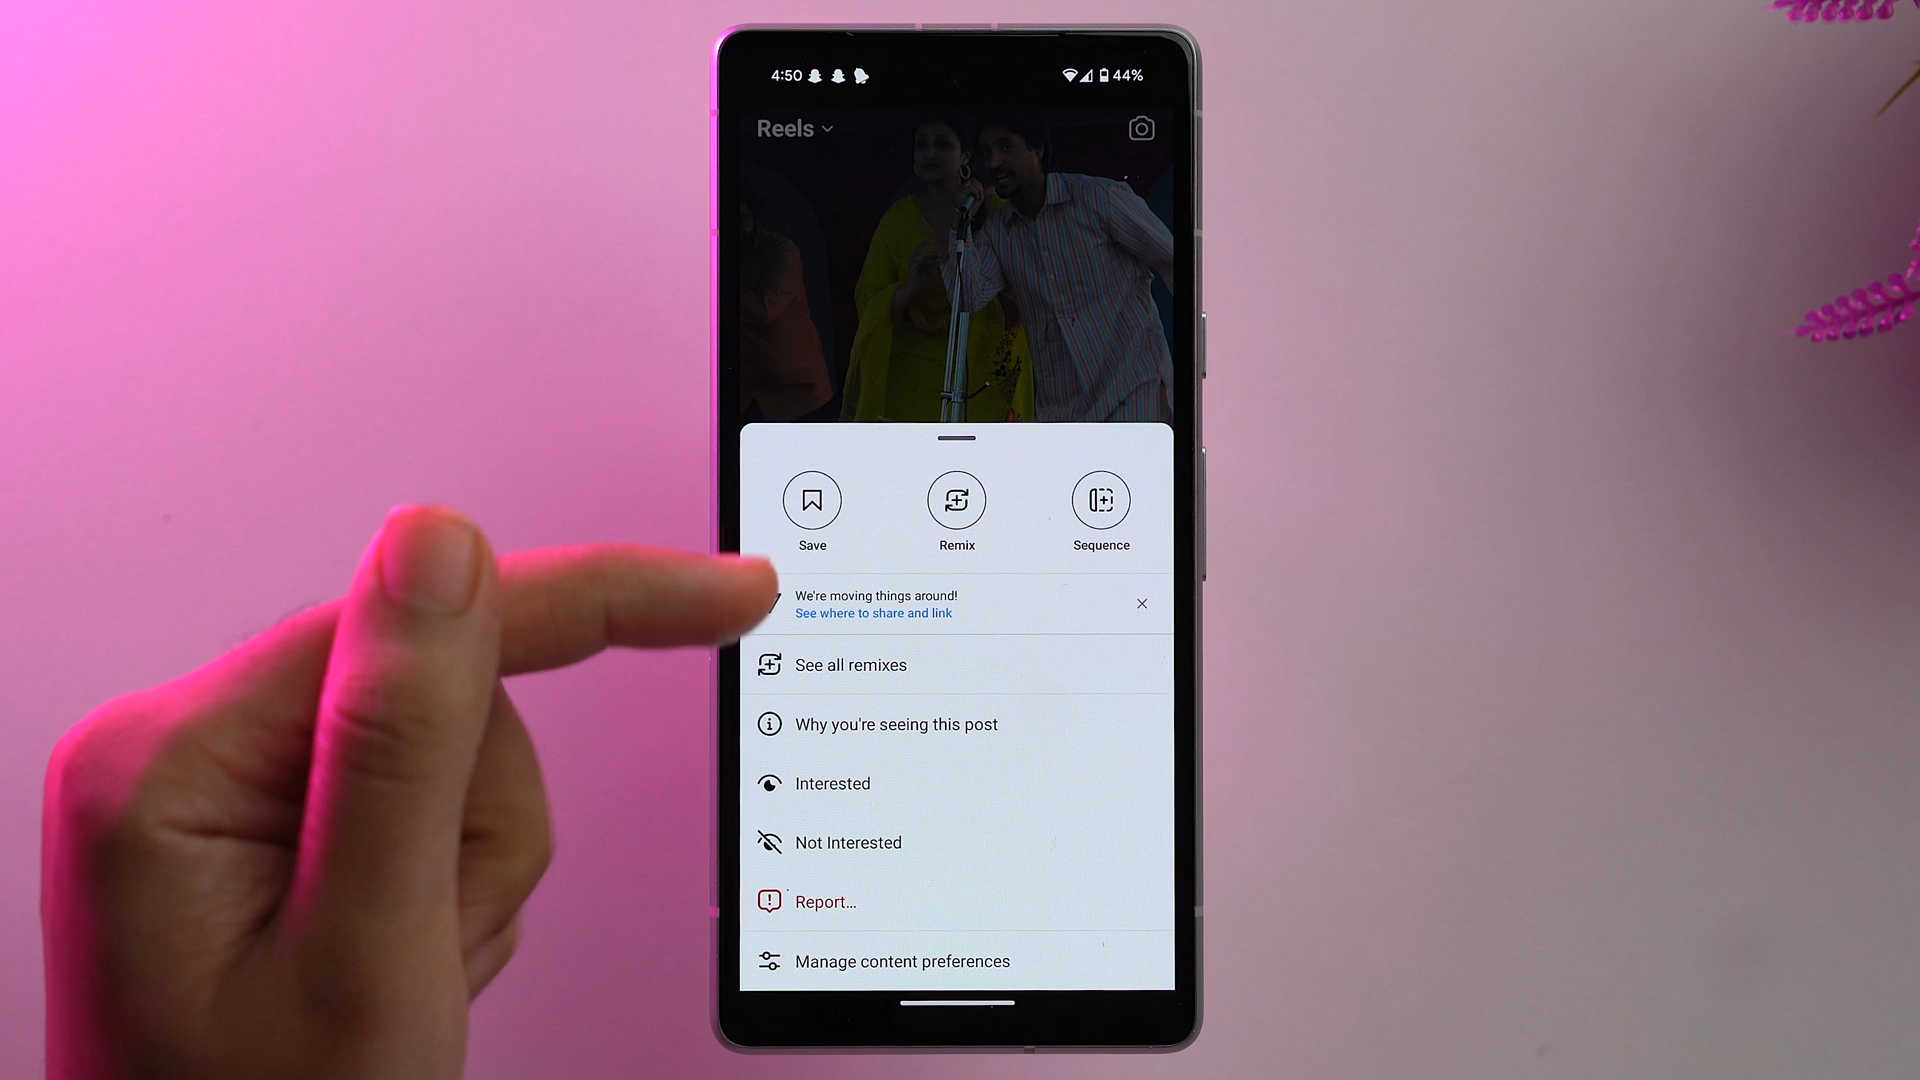 4:50
44%
Reels
Save
Remix
Sequence
We're moving things around!
See where to share and link
See all remixes
Why you're seeing this post
Interested
Not Interested
Report...
Manage content preferences